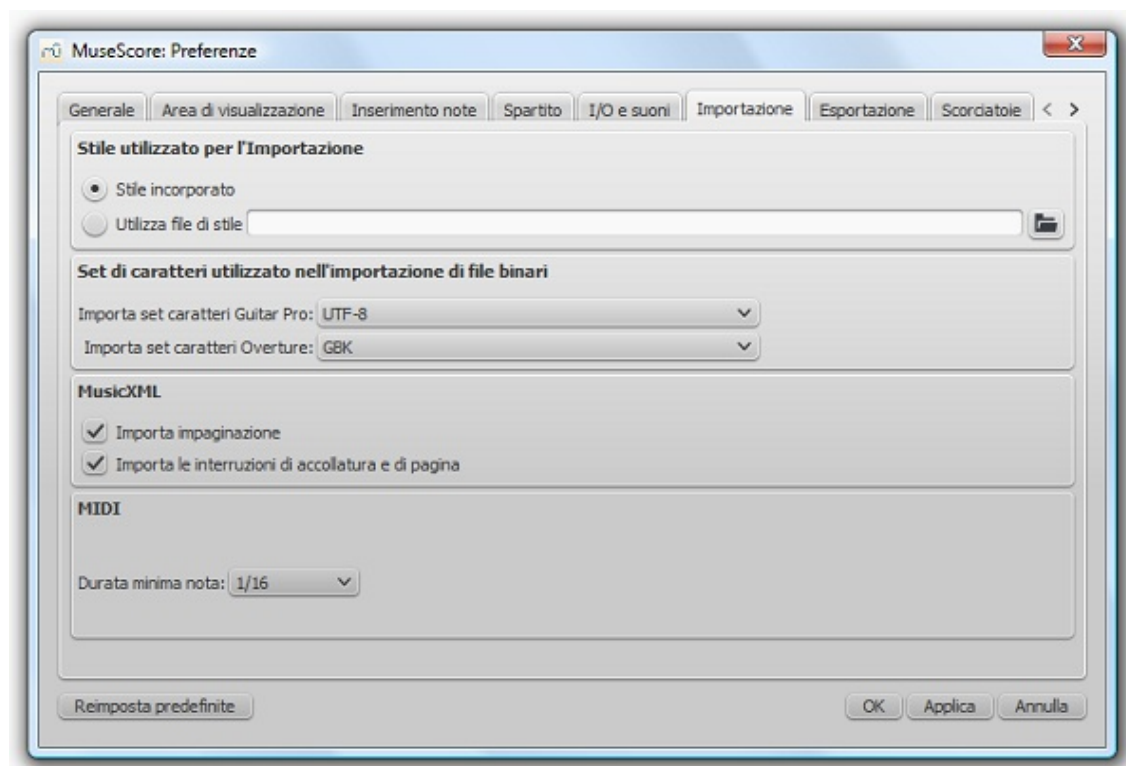 MuseScore: Preferenze
Generale Area di visualizzazione Inserimento note Spartito I/O e suoni Importazione Esportazione Scorciatoie < >
Stile utilizzato per l'Importazione
Stile incorporato
Utilizza file di stile
Set di caratteri utilizzato nell'importazione di file binari
Importa set caratteri Guitar Pro: UTF-8
Importa set caratteri Overture: GBK
MusicXML
Importa impaginazione
Importa le interruzioni di accollatura e di pagina
MIDI
Durata minima nota: 1/16
Reimposta predefinite OK Applica Annulla